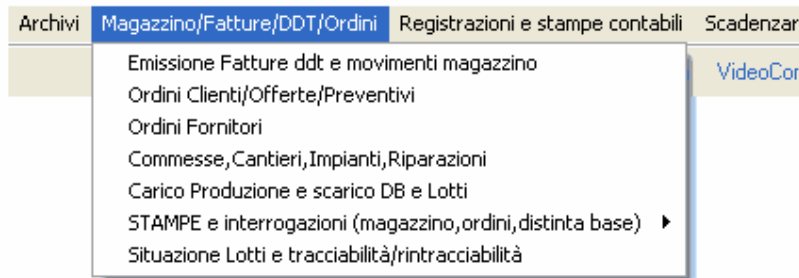 Archivi Magazzino/Fatture/DDT/Ordini Registrazioni e stampe contabili Scadenzar
Emissione Fatture ddt e movimenti magazzino
VideoCor
Ordini Clienti/Offerte/Preventivi
Ordini Fornitori
Commesse,Cantieri,Impianti,Riparazioni
Carico Produzione e scarico DB e Lotti
STAMPE e interrogazioni (magazzino,ordini,distinta base)
Situazione Lotti e tracciabilità/rintracciabilità